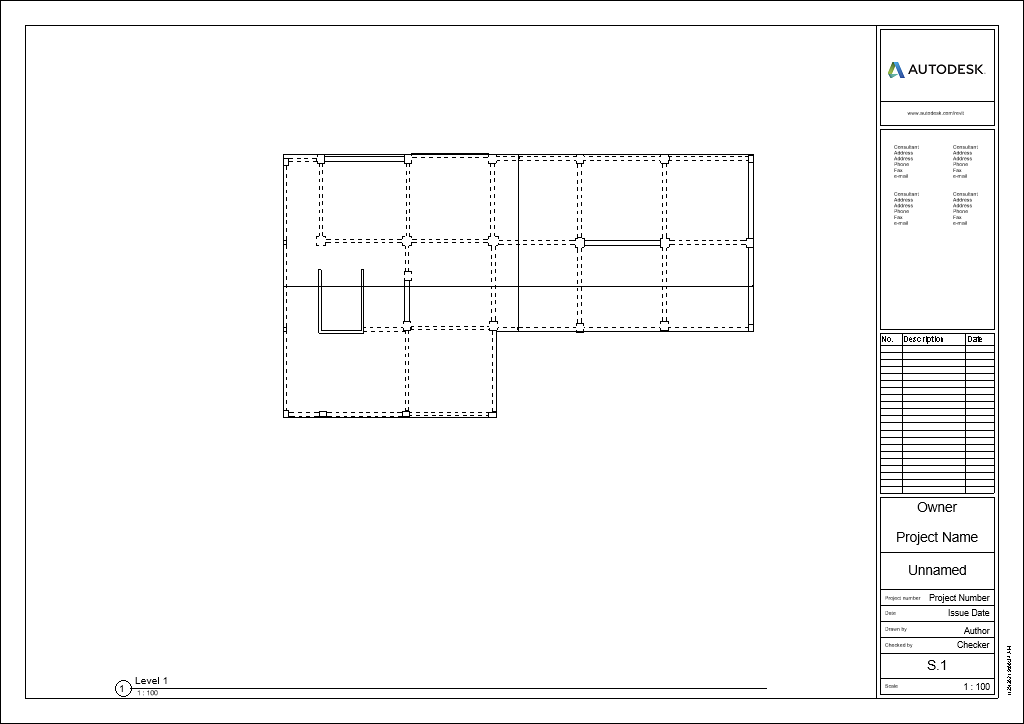 AUTODESK
www.autodesk.com/revit
Consultant Consultant
Address Address
Address Address
Phone Phone
Fax Fax
e-mail e-mail
Consultant Consultant
Address Address
Address Address
Phone Phone
Fax Fax
e-mail e-mail
No. Description Date
Owner
Project Name
Unnamed
Project number Project Number
Date Issue Date
Drawn by Author
Checked by Checker
S.1
Scale 1 : 100
1 Level 1
1 : 100